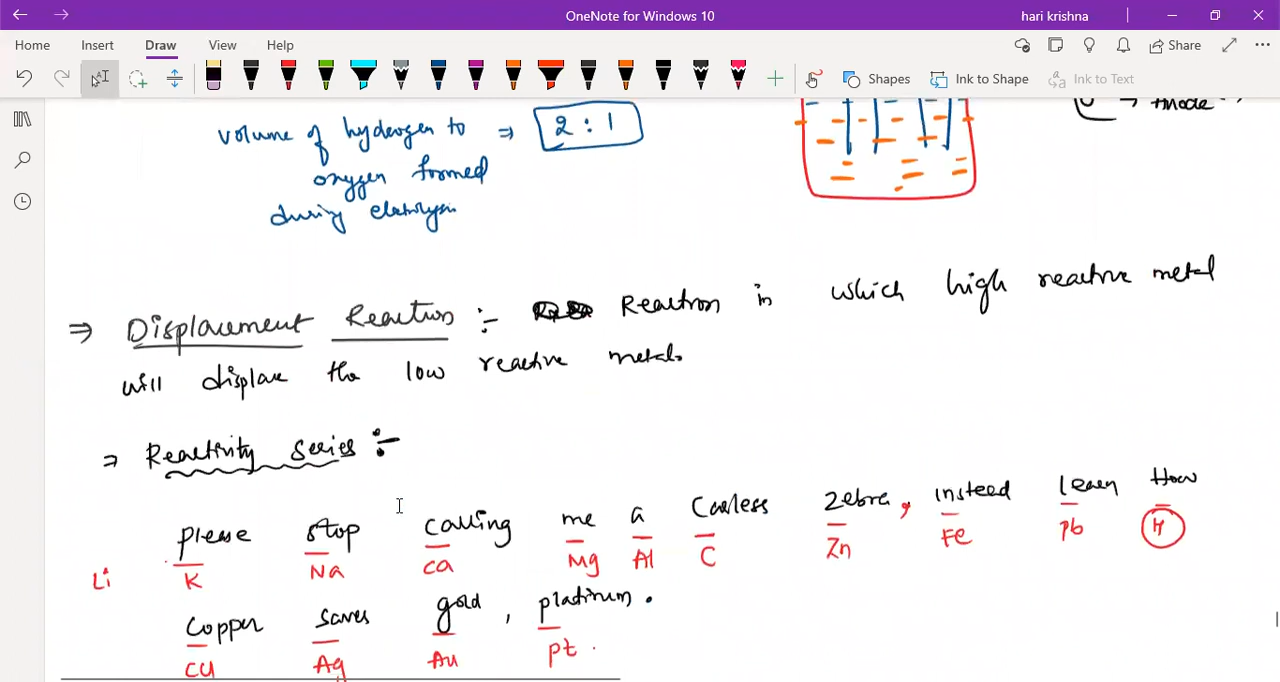 OneNote for Windows 10
hari krishna
Home Insert Draw View Help
Share
Shapes
Ink to Shape
Ink to Text
volume of hydrogen to ⇒ 2 : 1
oxygen formed
during
→ Anode
⇒ Displacement Reaction :- Reaction in which high reactive metal
will displace the low reactive metals
⇒ Reactivity Series :-
please stop calling me a Careless Zebra, insteed learn How
Li K Na Ca Mg Al C Zn Fe Pb H
Copper saves gold, platinum.
Cu Ag Au Pt.